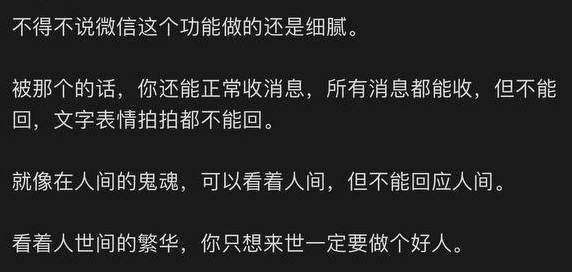 不得不说微信这个功能做的还是细腻。
被那个的话，你还能正常收消息，所有消息都能收，但不能
回，文字表情拍拍都不能回。
就像在人间的鬼魂，可以看着人间，但不能回应人间。
看着人世间的繁华，你只想来世一定要做个好人。